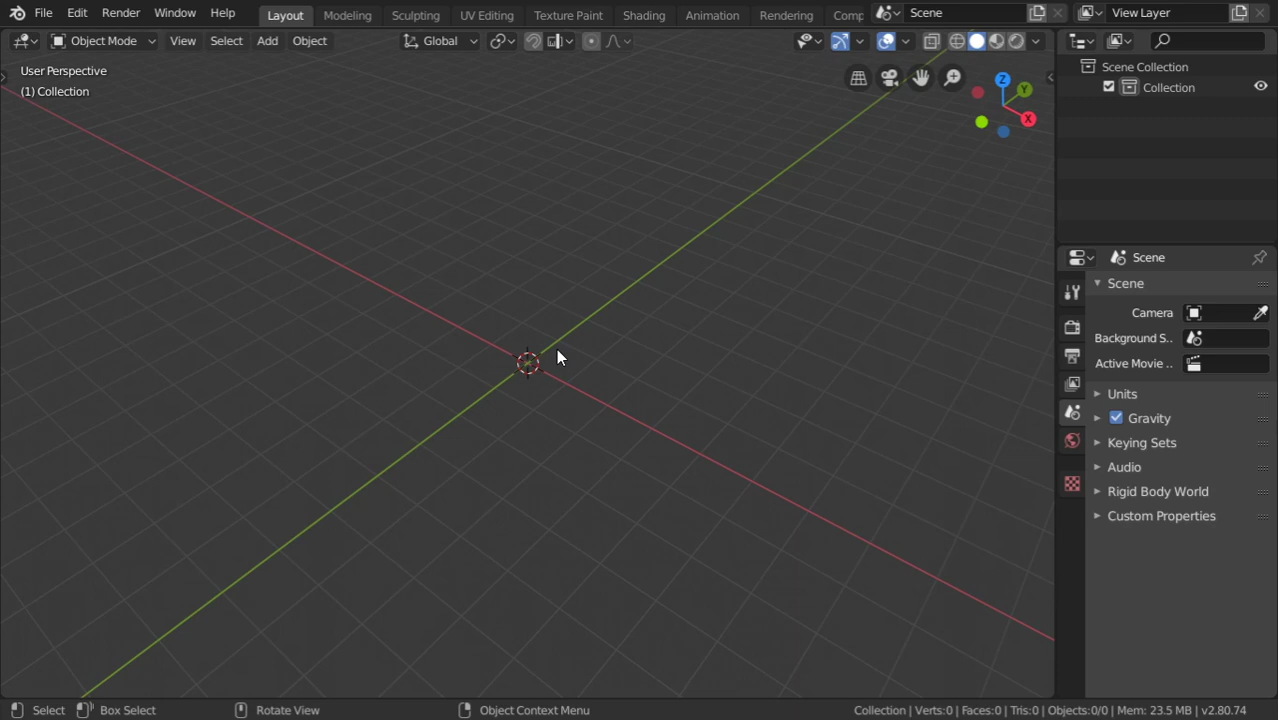 File Edit Render Window Help Layout Modeling Sculpting UV Editing Texture Paint Shading Animation Rendering Comp Scene View Layer
Object Mode View Select Add Object Global
User Perspective
(1) Collection
Z
Y
X
Scene Collection
Collection
Scene
Scene
Camera
Background S..
Active Movie ..
Units
Gravity
Keying Sets
Audio
Rigid Body World
Custom Properties
Select Box Select Rotate View Object Context Menu Collection | Verts:0 | Faces:0 | Tris:0 | Objects:0/0 | Mem: 23.5 MB | v2.80.74